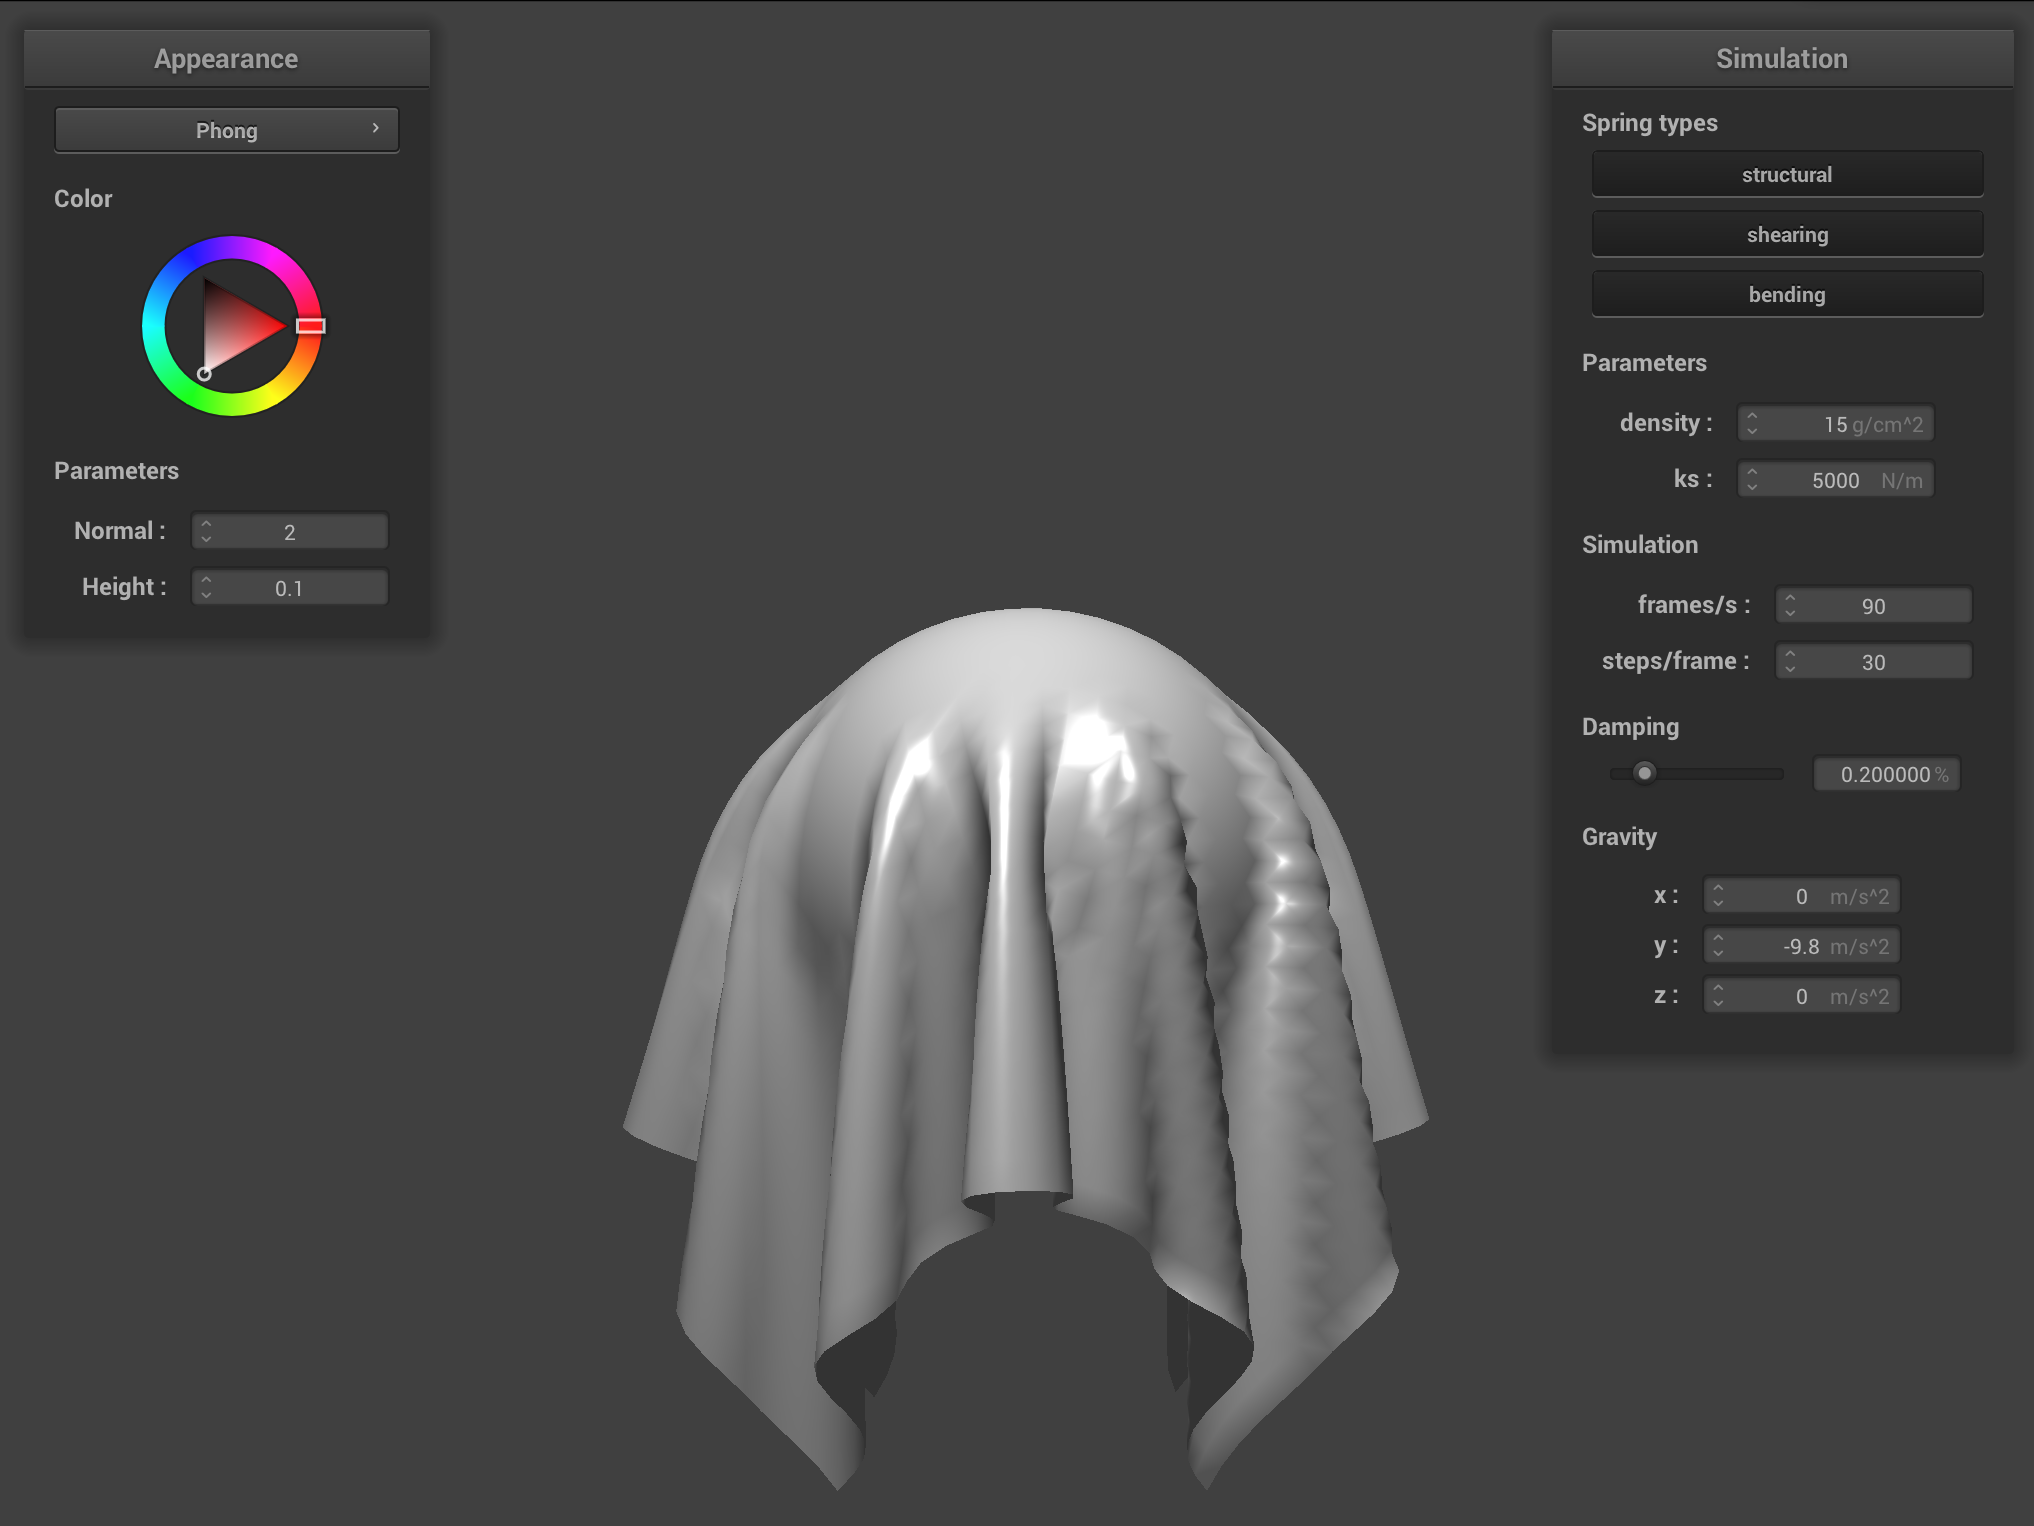 Appearance
Phong
Color
Parameters
Normal : 2
Height : 0.1
Simulation
Spring types
structural
shearing
bending
Parameters
density : 15 g/cm^2
ks : 5000 N/m
Simulation
frames/s : 90
steps/frame : 30
Damping
0.200000 %
Gravity
x : 0 m/s^2
y : -9.8 m/s^2
z : 0 m/s^2